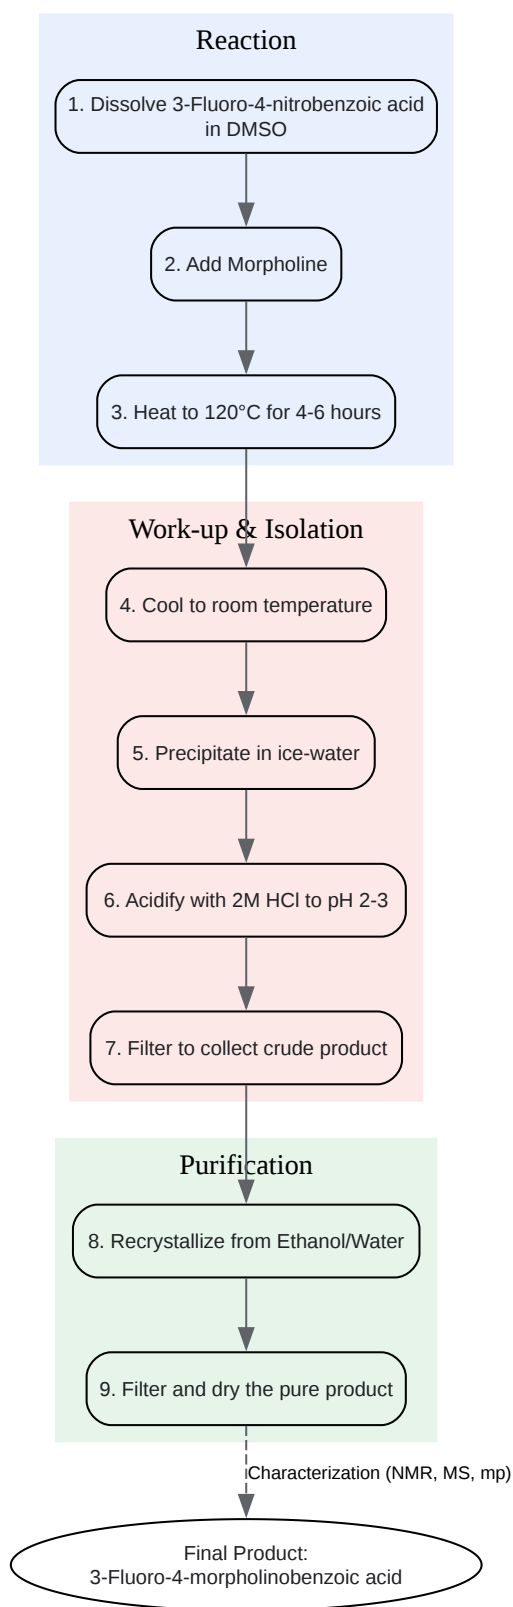 Reaction
1. Dissolve 3-Fluoro-4-nitrobenzoic acid
in DMSO
2. Add Morpholine
3. Heat to 120°C for 4-6 hours
Work-up & Isolation
4. Cool to room temperature
5. Precipitate in ice-water
6. Acidify with 2M HCl to pH 2-3
7. Filter to collect crude product
Purification
8. Recrystallize from Ethanol/Water
9. Filter and dry the pure product
Characterization (NMR, MS, mp)
Final Product:
3-Fluoro-4-morpholinobenzoic acid